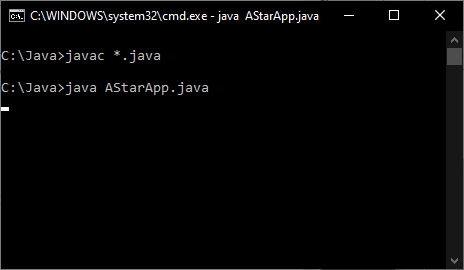 C:\WINDOWS\system32\cmd.exe - java  AStarApp.java
C:\Java>javac *.java
C:\Java>java AStarApp.java